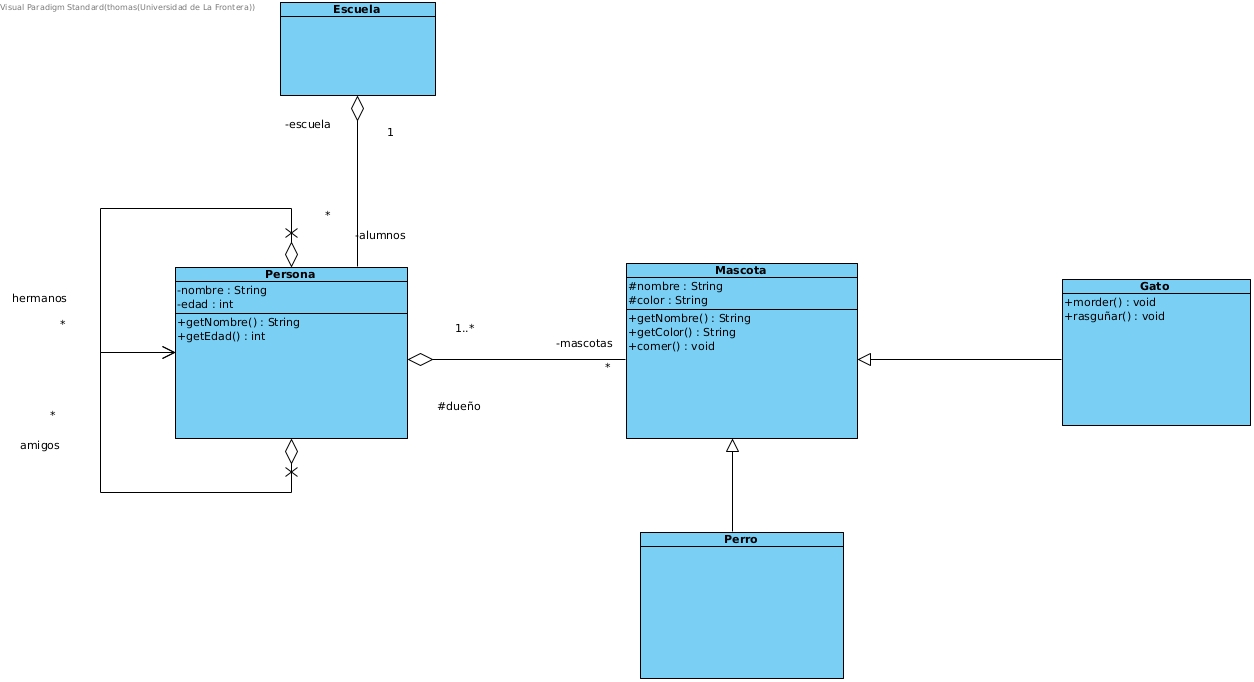 Visual Paradigm Standard(thomas(Universidad de La Frontera))
Escuela
-escuela
1
*
-alumnos
hermanos
*
*
amigos
Persona
-nombre : String
-edad : int
+getNombre() : String
+getEdad() : int
1..*
#dueño
-mascotas
*
Mascota
#nombre : String
#color : String
+getNombre() : String
+getColor() : String
+comer() : void
Gato
+morder() : void
+rasguñar() : void
Perro